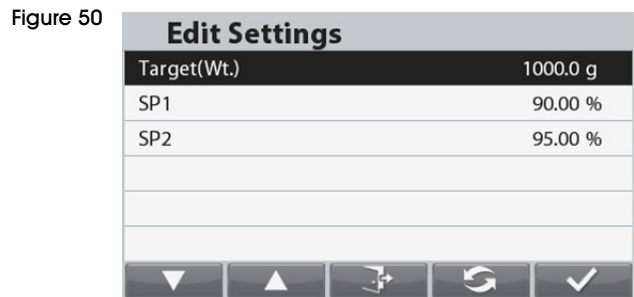 Figure 50
Edit Settings
Target(Wt.) 1000.0 g
SP1 90.00 %
SP2 95.00 %